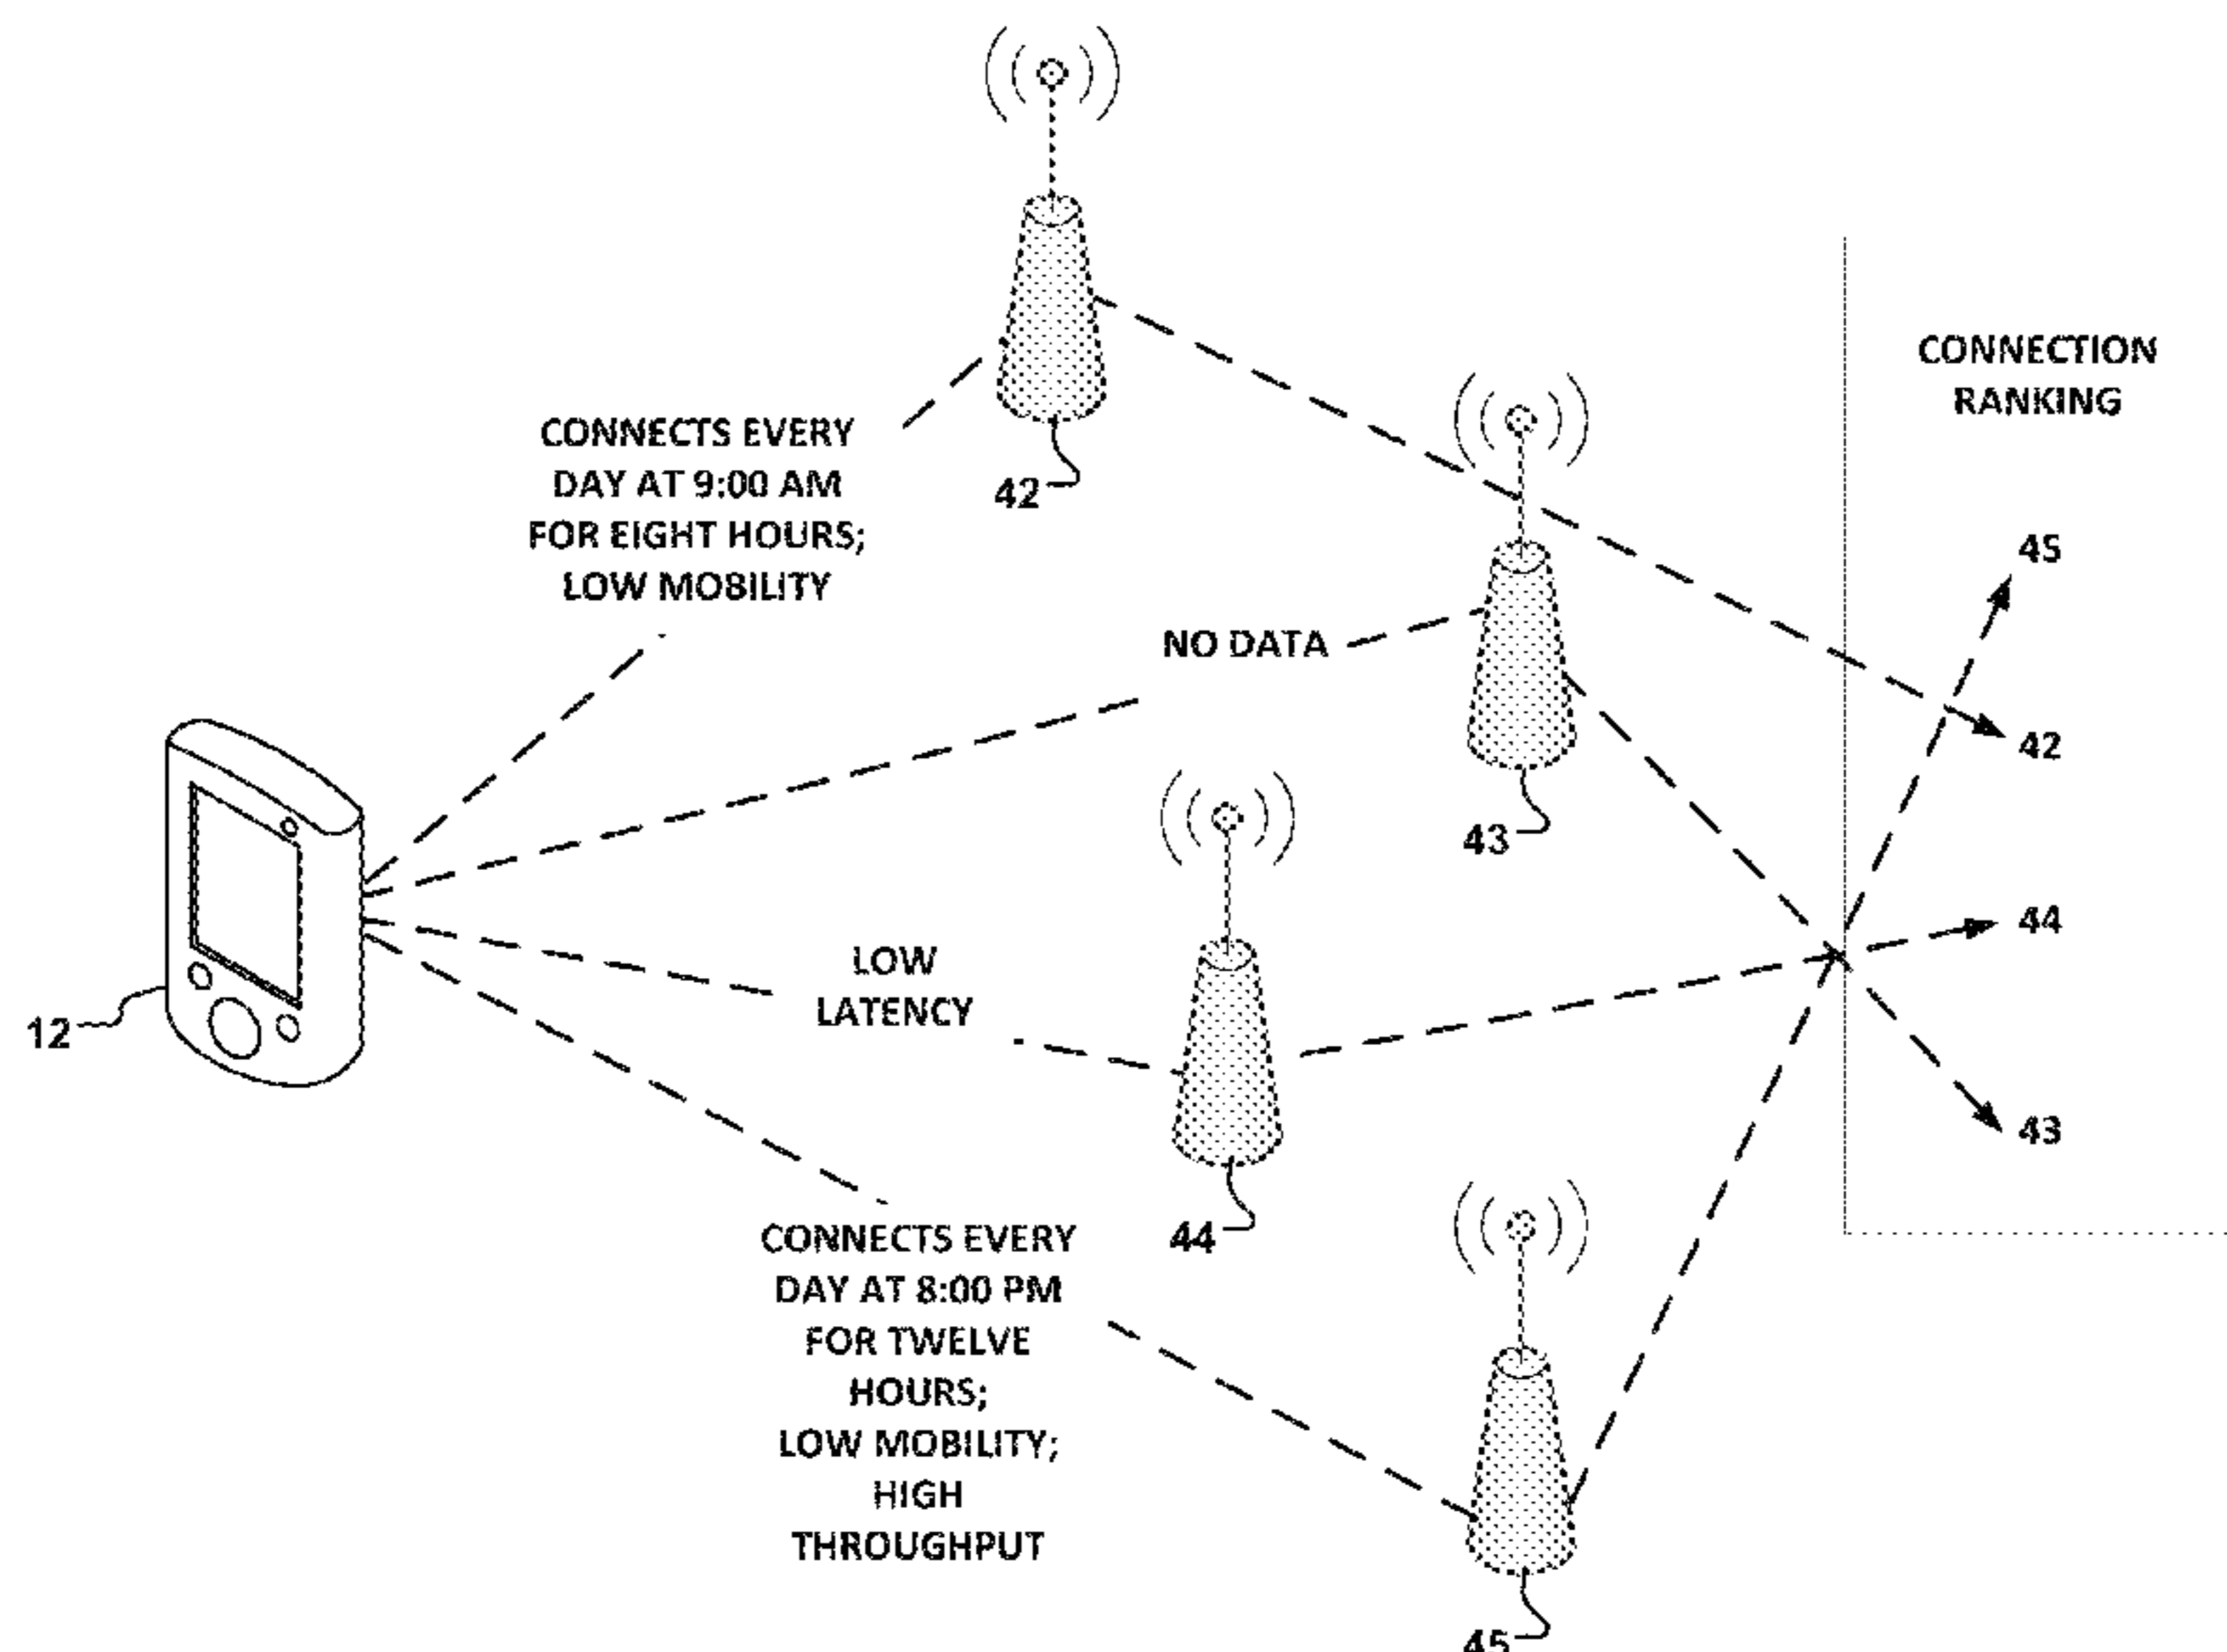 CONNECTION
RANKING
CONNECTS EVERY
DAY AT 9:00 AM
FOR EIGHT HOURS;
LOW MOBILITY
42
45
NO DATA
42
43
44
LOW
LATENCY
12
43
44
CONNECTS EVERY
DAY AT 8:00 PM
FOR TWELVE
HOURS;
LOW MOBILITY;
HIGH
THROUGHPUT
45